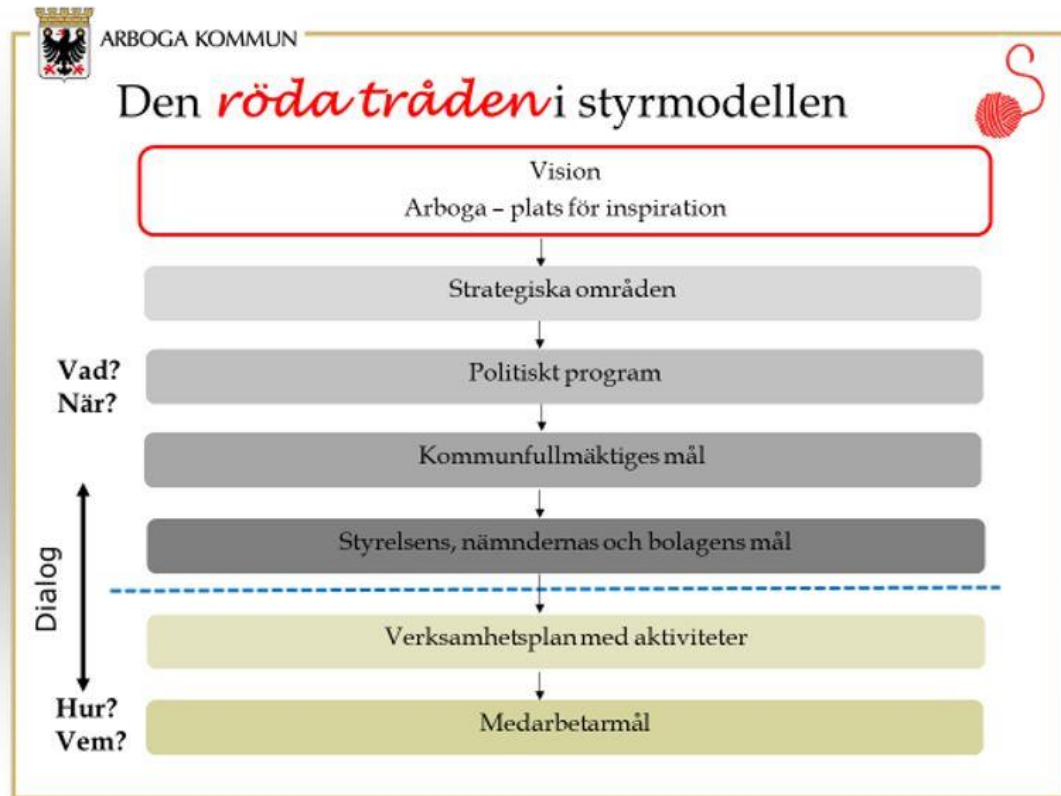 ARBOGA KOMMUN
Den röda tråden i styrmodellen
Vision
Arboga – plats för inspiration
Strategiska områden
Vad?
När?
Politiskt program
Kommunfullmäktiges mål
Styrelsens, nämndernas och bolagens mål
Dialog
Verksamhetsplan med aktiviteter
Hur?
Vem?
Medarbetarmål